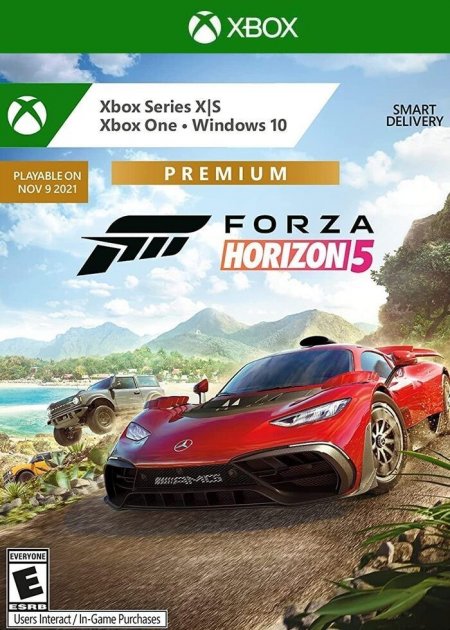 XBOX
Xbox Series X|S
Xbox One • Windows 10
SMART
DELIVERY
PLAYABLE ON
NOV 9 2021
PREMIUM
FORZA
HORIZON 5
AMG
EVERYONE
E
ESRB
Users Interact / In-Game Purchases